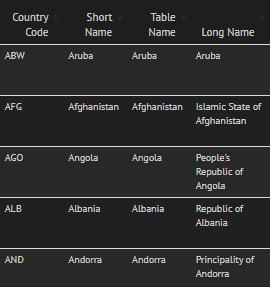 Country Code Short Name Table Name Long Name
ABW Aruba Aruba Aruba
AFG Afghanistan Afghanistan Islamic State of
Afghanistan
AGO Angola Angola People's
Republic of
Angola
ALB Albania Albania Republic of
Albania
AND Andorra Andorra Principality of
Andorra